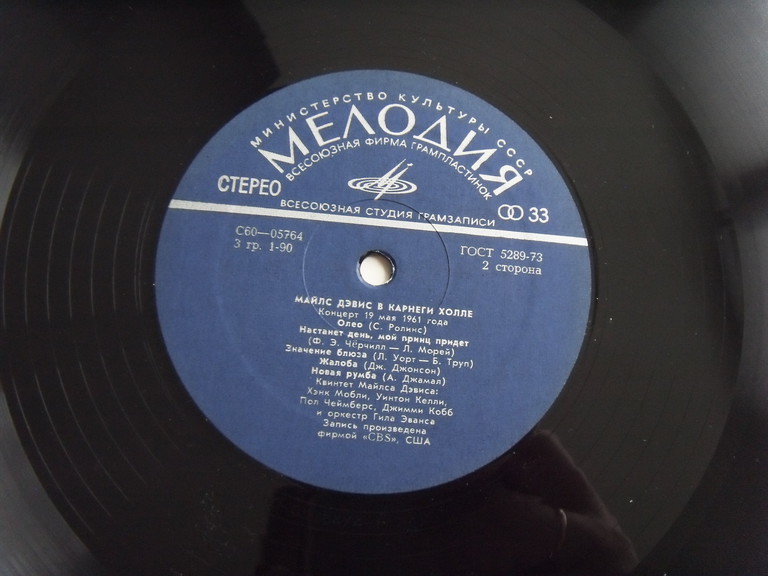 МИНИСТЕРСТВО КУЛЬТУРЫ СССР
МЕЛОДИЯ
ВСЕСОЮЗНАЯ ФИРМА ГРАМПЛАСТИНОК
СТЕРЕО
33
ВСЕСОЮЗНАЯ СТУДИЯ ГРАМЗАПИСИ
С60—05764
ГОСТ 5289-73
3 гр. 1-90
2 сторона
МАЙЛС ДЭВИС В КАРНЕГИ ХОЛЛЕ
Концерт 19 мая 1961 года
Олео (С. Ролинс)
Настанет день, мой принц придет
(Ф. Э. Чёрчилл — Л. Морей)
Значение блюза (Л. Уорт — Б. Труп)
Жалоба (Дж. Джонсон)
Новая румба (А. Джамал)
Квинтет Майлса Дэвиса:
Хэнк Мобли, Уинтон Келли,
Пол Чеймберс, Джимми Кобб
и оркестр Гила Эванса
Запись произведена
фирмой «CBS», США